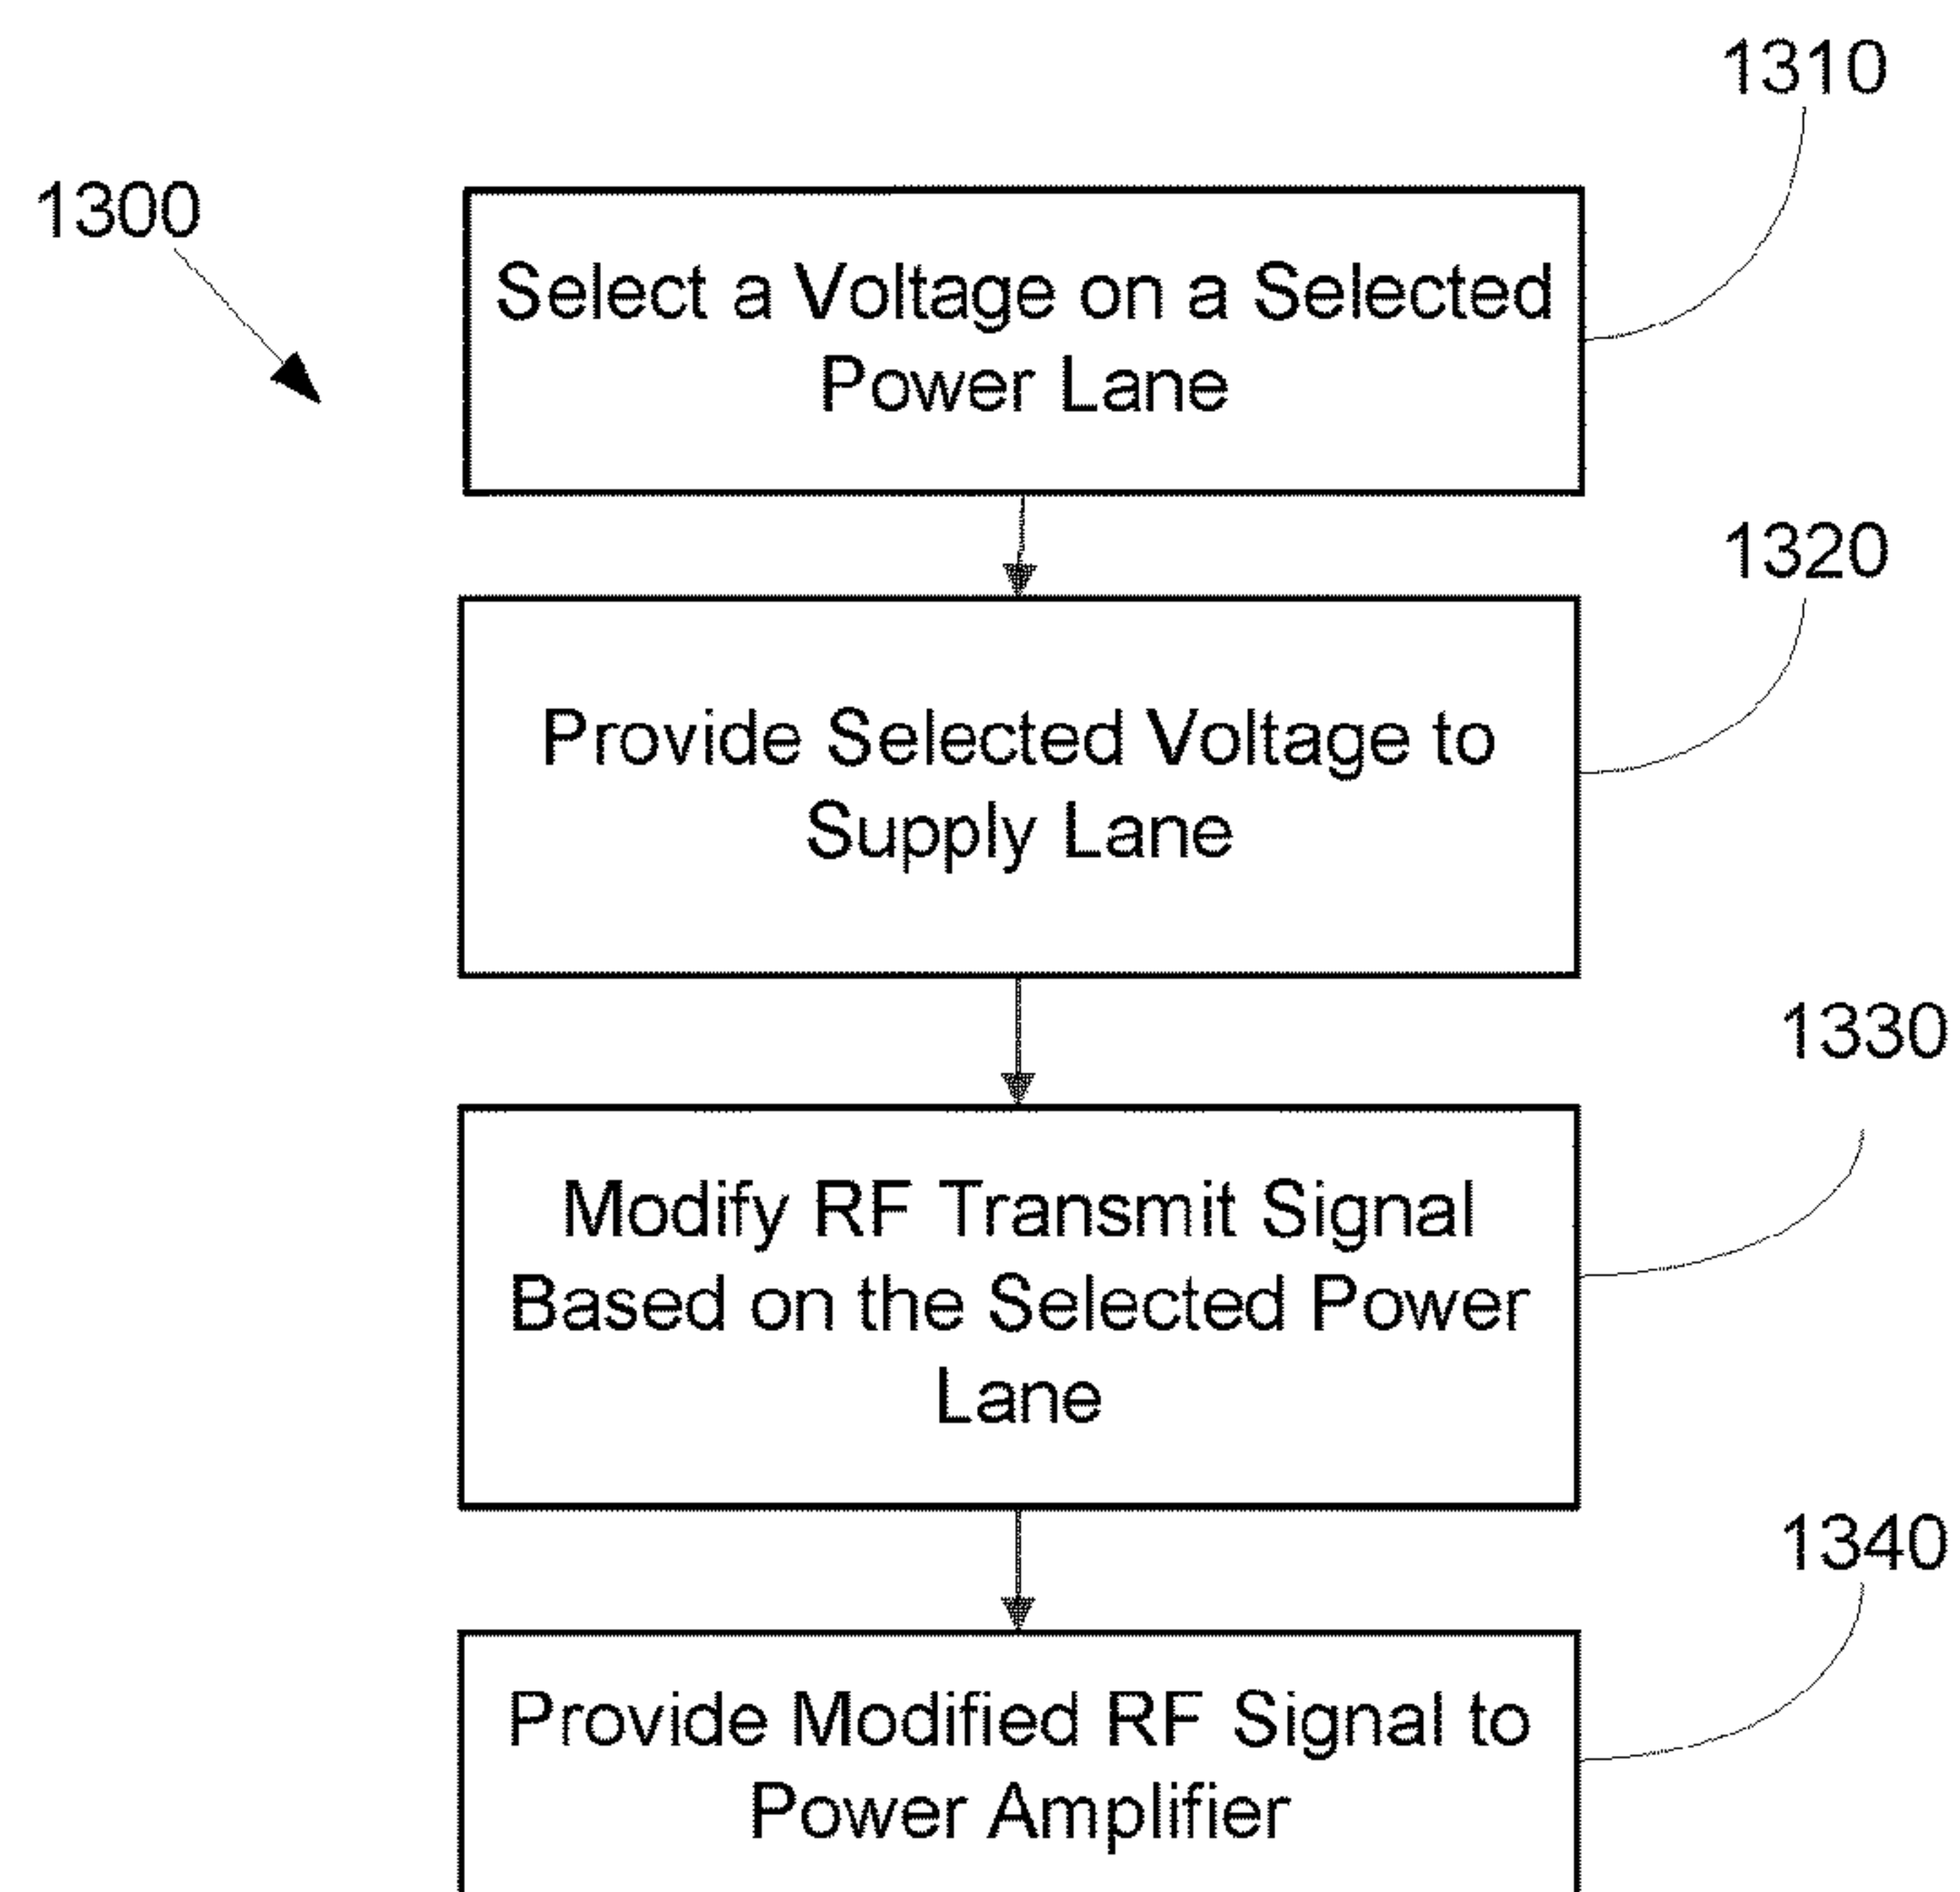 1310
1300
Select a Voltage on a Selected
Power Lane
1320
Provide Selected Voltage to
Supply Lane
1330
Modify RF Transmit Signal
Based on the Selected Power
Lane
1340
Provide Modified RF Signal to
Power Amplifier